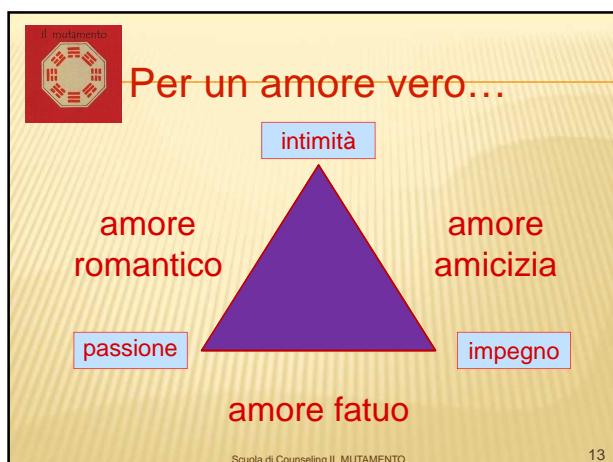 il mutamento
Per un amore vero…
intimità
amore
romantico
amore
amicizia
passione
impegno
amore fatuo
Scuola di Counseling IL MUTAMENTO
13